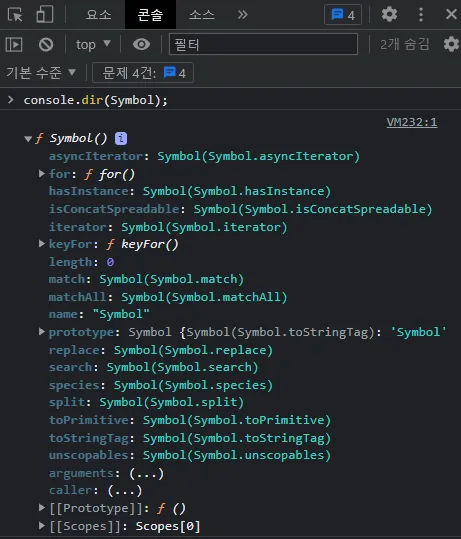 요소 콘솔 소스 » 4
top 필터 2개 숨김
기본 수준 문제 4건: 4
> console.dir(Symbol);
VM232:1
ƒ Symbol() i
asyncIterator: Symbol(Symbol.asyncIterator)
for: ƒ for()
hasInstance: Symbol(Symbol.hasInstance)
isConcatSpreadable: Symbol(Symbol.isConcatSpreadable)
iterator: Symbol(Symbol.iterator)
keyFor: ƒ keyFor()
length: 0
match: Symbol(Symbol.match)
matchAll: Symbol(Symbol.matchAll)
name: "Symbol"
prototype: Symbol {Symbol(Symbol.toStringTag): 'Symbol'
replace: Symbol(Symbol.replace)
search: Symbol(Symbol.search)
species: Symbol(Symbol.species)
split: Symbol(Symbol.split)
toPrimitive: Symbol(Symbol.toPrimitive)
toStringTag: Symbol(Symbol.toStringTag)
unscopables: Symbol(Symbol.unscopables)
arguments: (...)
caller: (...)
[[Prototype]]: ƒ ()
[[Scopes]]: Scopes[0]